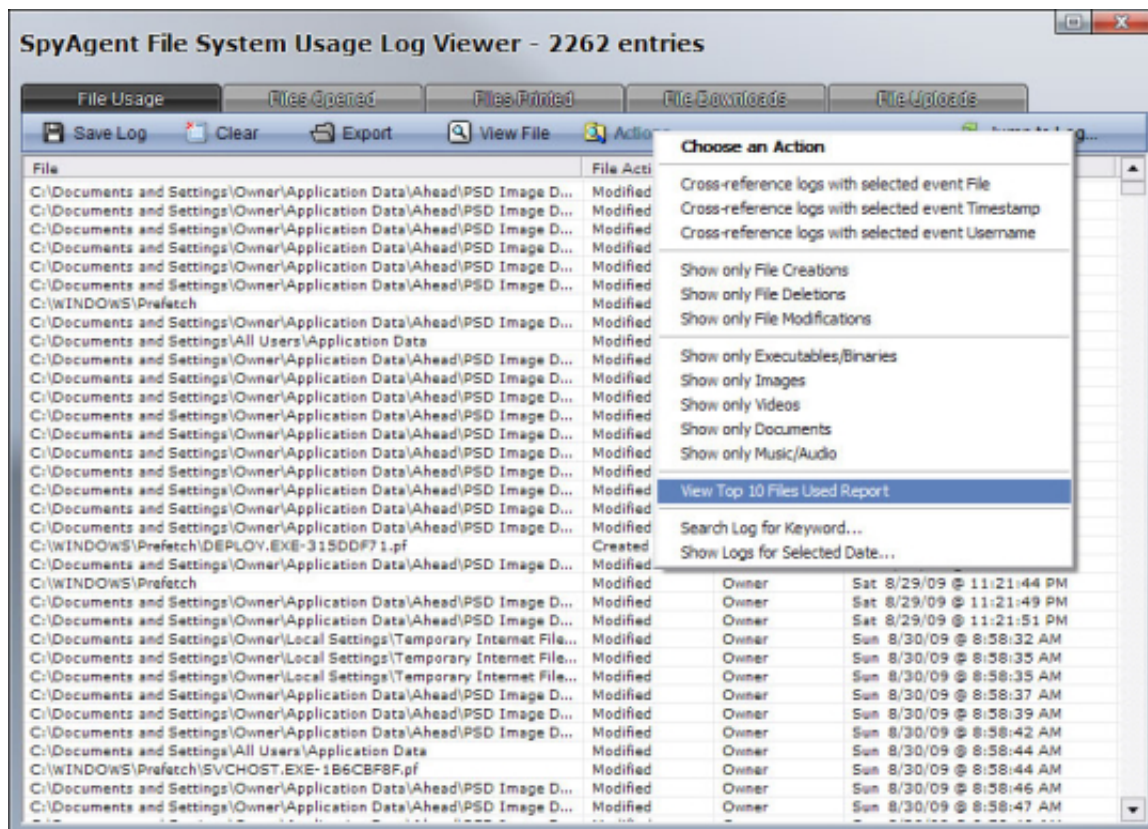 SpyAgent File System Usage Log Viewer - 2262 entries
File Usage Files Opened Files Printed File Downloads File Uploads
Save Log Clear Export View File Actions Jump to Log...
File File Acti
C:\Documents and Settings\Owner\Application Data\Ahead\PSD Image D... Modified
C:\Documents and Settings\Owner\Application Data\Ahead\PSD Image D... Modified
C:\Documents and Settings\Owner\Application Data\Ahead\PSD Image D... Modified
C:\Documents and Settings\Owner\Application Data\Ahead\PSD Image D... Modified
C:\Documents and Settings\Owner\Application Data\Ahead\PSD Image D... Modified
C:\Documents and Settings\Owner\Application Data\Ahead\PSD Image D... Modified
C:\WINDOWS\Prefetch Modified
C:\Documents and Settings\Owner\Application Data\Ahead\PSD Image D... Modified
C:\Documents and Settings\All Users\Application Data Modified
C:\Documents and Settings\Owner\Application Data\Ahead\PSD Image D... Modified
C:\Documents and Settings\Owner\Application Data\Ahead\PSD Image D... Modified
C:\Documents and Settings\Owner\Application Data\Ahead\PSD Image D... Modified
C:\Documents and Settings\Owner\Application Data\Ahead\PSD Image D... Modified
C:\Documents and Settings\Owner\Application Data\Ahead\PSD Image D... Modified
C:\Documents and Settings\Owner\Application Data\Ahead\PSD Image D... Modified
C:\Documents and Settings\Owner\Application Data\Ahead\PSD Image D... Modified
C:\Documents and Settings\Owner\Application Data\Ahead\PSD Image D... Modified
C:\Documents and Settings\Owner\Application Data\Ahead\PSD Image D... Modified
C:\Documents and Settings\Owner\Application Data\Ahead\PSD Image D... Modified
C:\WINDOWS\Prefetch\DEPLOY.EXE-315DDF71.pf Created
C:\Documents and Settings\Owner\Application Data\Ahead\PSD Image D... Modified
Choose an Action
Cross-reference logs with selected event File
Cross-reference logs with selected event Timestamp
Cross-reference logs with selected event Username
Show only File Creations
Show only File Deletions
Show only File Modifications
Show only Executables/Binaries
Show only Images
Show only Videos
Show only Documents
Show only Music/Audio
View Top 10 Files Used Report
Search Log for Keyword...
Show Logs for Selected Date...
C:\WINDOWS\Prefetch Modified Owner Sat 8/29/09 @ 11:21:44 PM
C:\Documents and Settings\Owner\Application Data\Ahead\PSD Image D... Modified Owner Sat 8/29/09 @ 11:21:49 PM
C:\Documents and Settings\Owner\Application Data\Ahead\PSD Image D... Modified Owner Sat 8/29/09 @ 11:21:51 PM
C:\Documents and Settings\Owner\Local Settings\Temporary Internet File... Modified Owner Sun 8/30/09 @ 8:58:32 AM
C:\Documents and Settings\Owner\Local Settings\Temporary Internet File... Modified Owner Sun 8/30/09 @ 8:58:35 AM
C:\Documents and Settings\Owner\Local Settings\Temporary Internet File... Modified Owner Sun 8/30/09 @ 8:58:35 AM
C:\Documents and Settings\Owner\Application Data\Ahead\PSD Image D... Modified Owner Sun 8/30/09 @ 8:58:37 AM
C:\Documents and Settings\Owner\Application Data\Ahead\PSD Image D... Modified Owner Sun 8/30/09 @ 8:58:39 AM
C:\Documents and Settings\Owner\Application Data\Ahead\PSD Image D... Modified Owner Sun 8/30/09 @ 8:58:42 AM
C:\Documents and Settings\All Users\Application Data Modified Owner Sun 8/30/09 @ 8:58:44 AM
C:\WINDOWS\Prefetch\SVCHOST.EXE-1B6CBF8F.pf Modified Owner Sun 8/30/09 @ 8:58:44 AM
C:\Documents and Settings\Owner\Application Data\Ahead\PSD Image D... Modified Owner Sun 8/30/09 @ 8:58:46 AM
C:\Documents and Settings\Owner\Application Data\Ahead\PSD Image D... Modified Owner Sun 8/30/09 @ 8:58:47 AM